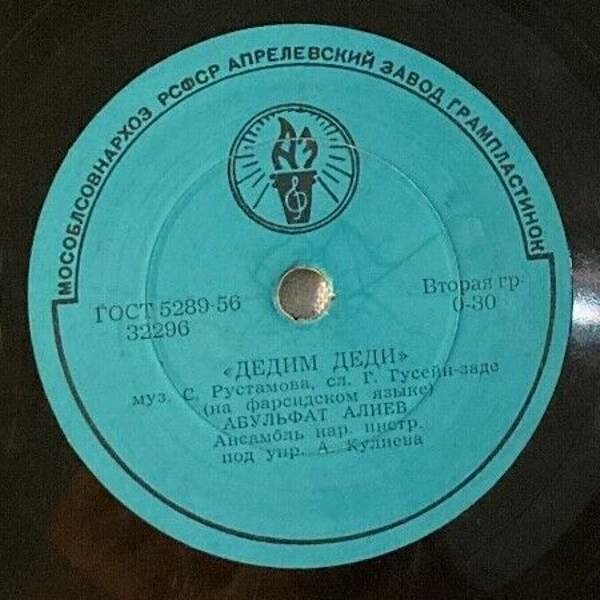 МОСОБЛСОВНАРХОЗ РСФСР АПРЕЛЕВСКИЙ ЗАВОД ГРАМПЛАСТИНОК
ГОСТ 5289-56
32296
Вторая гр.
0-30
«ДЕДИМ ДЕДИ»
муз. С. Рустамова, сл. Г. Гусейн-заде
(на фарсидском языке)
АБУЛЬФАТ АЛИЕВ
Ансамбль нар. инстр.
под упр. А. Кулиева